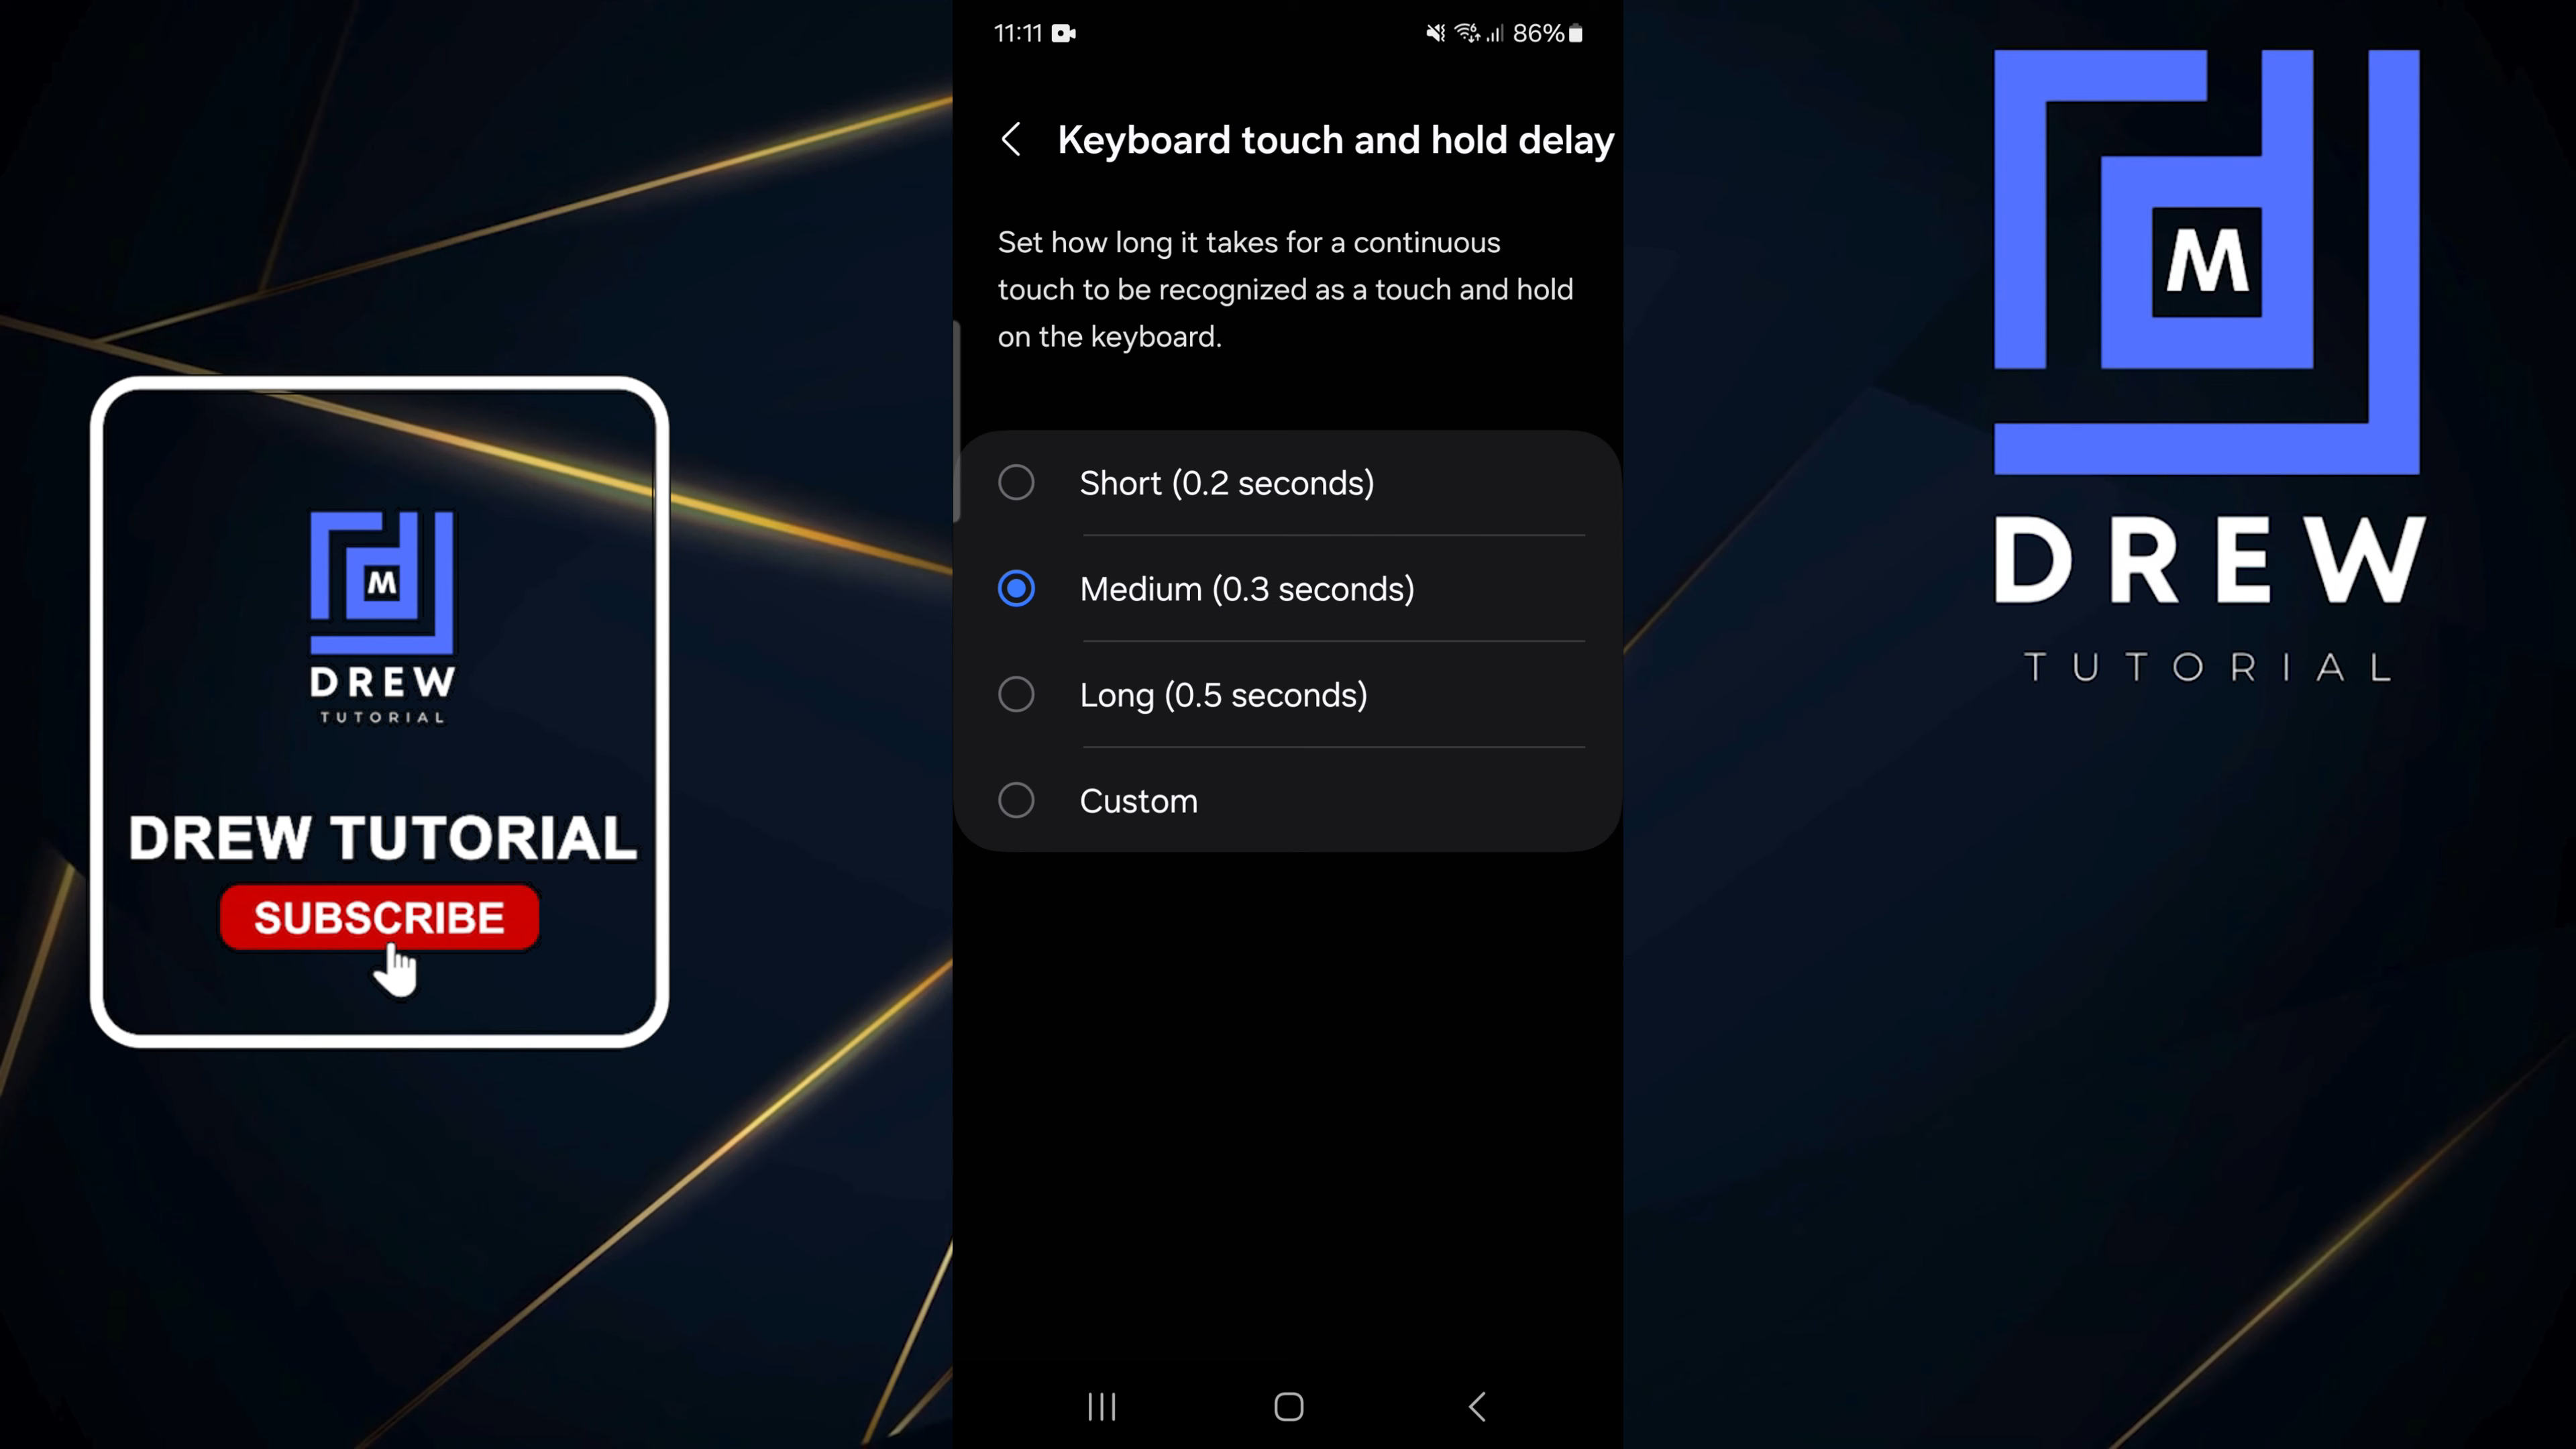 11:11
86%
Keyboard touch and hold delay
Set how long it takes for a continuous
touch to be recognized as a touch and hold
on the keyboard.
Short (0.2 seconds)
Medium (0.3 seconds)
Long (0.5 seconds)
Custom
M
DREW
TUTORIAL
DREW TUTORIAL
SUBSCRIBE
M
DREW
TUTORIAL